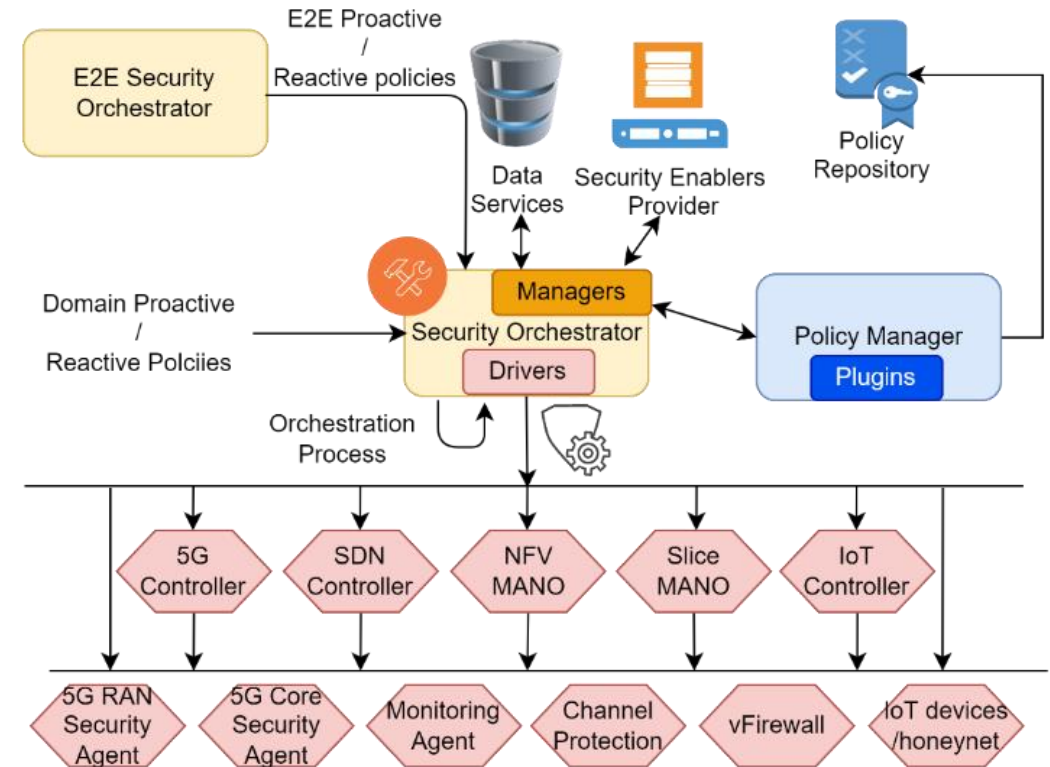 E2E Proactive
/
Reactive policies
E2E Security
Orchestrator
Data
Services
Security Enablers
Provider
Policy
Repository
Managers
Security Orchestrator
Drivers
Domain Proactive
/
Reactive Polciies
Policy Manager
Plugins
Orchestration
Process
5G
Controller
SDN
Controller
NFV
MANO
Slice
MANO
IoT
Controller
5G RAN
Security
Agent
5G Core
Security
Agent
Monitoring
Agent
Channel
Protection
vFirewall
IoT devices
/honeynet